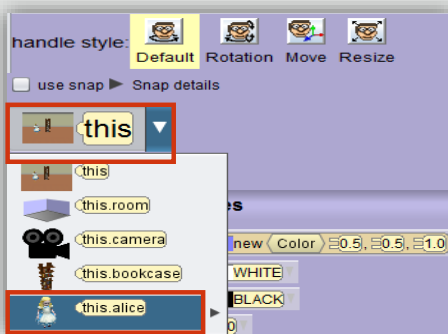 handle style: Default Rotation Move Resize
use snap Snap details
this
this
this.room
es
this.camera
new Color 0.5, 0.5, 1.0
this.bookcase
WHITE
BLACK
this.alice
0